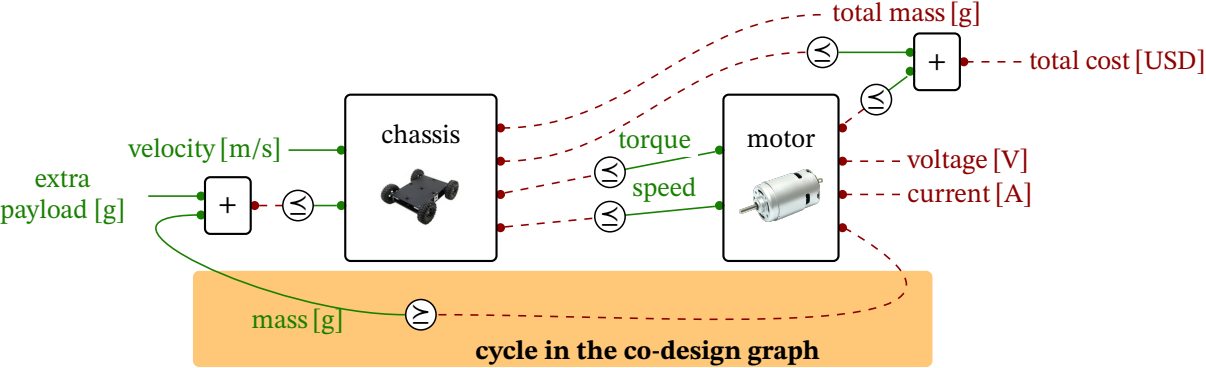 total mass [g]
⪯
+
total cost [USD]
⪯
chassis
motor
torque
velocity [m/s]
voltage [V]
⪯
extra
speed
payload [g]
+
⪯
current [A]
⪯
mass [g]
⪰
cycle in the co-design graph